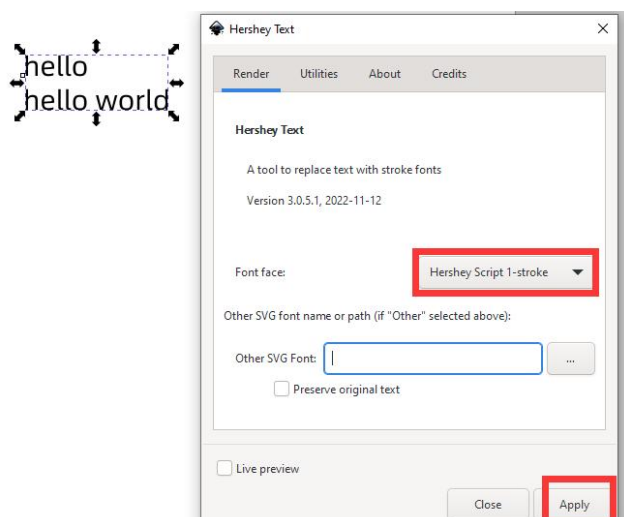 Hershey Text
hello
hello world
Render Utilities About Credits
Hershey Text
A tool to replace text with stroke fonts
Version 3.0.5.1, 2022-11-12
Font face: Hershey Script 1-stroke
Other SVG font name or path (if "Other" selected above):
Other SVG Font: ...
Preserve original text
Live preview
Close Apply